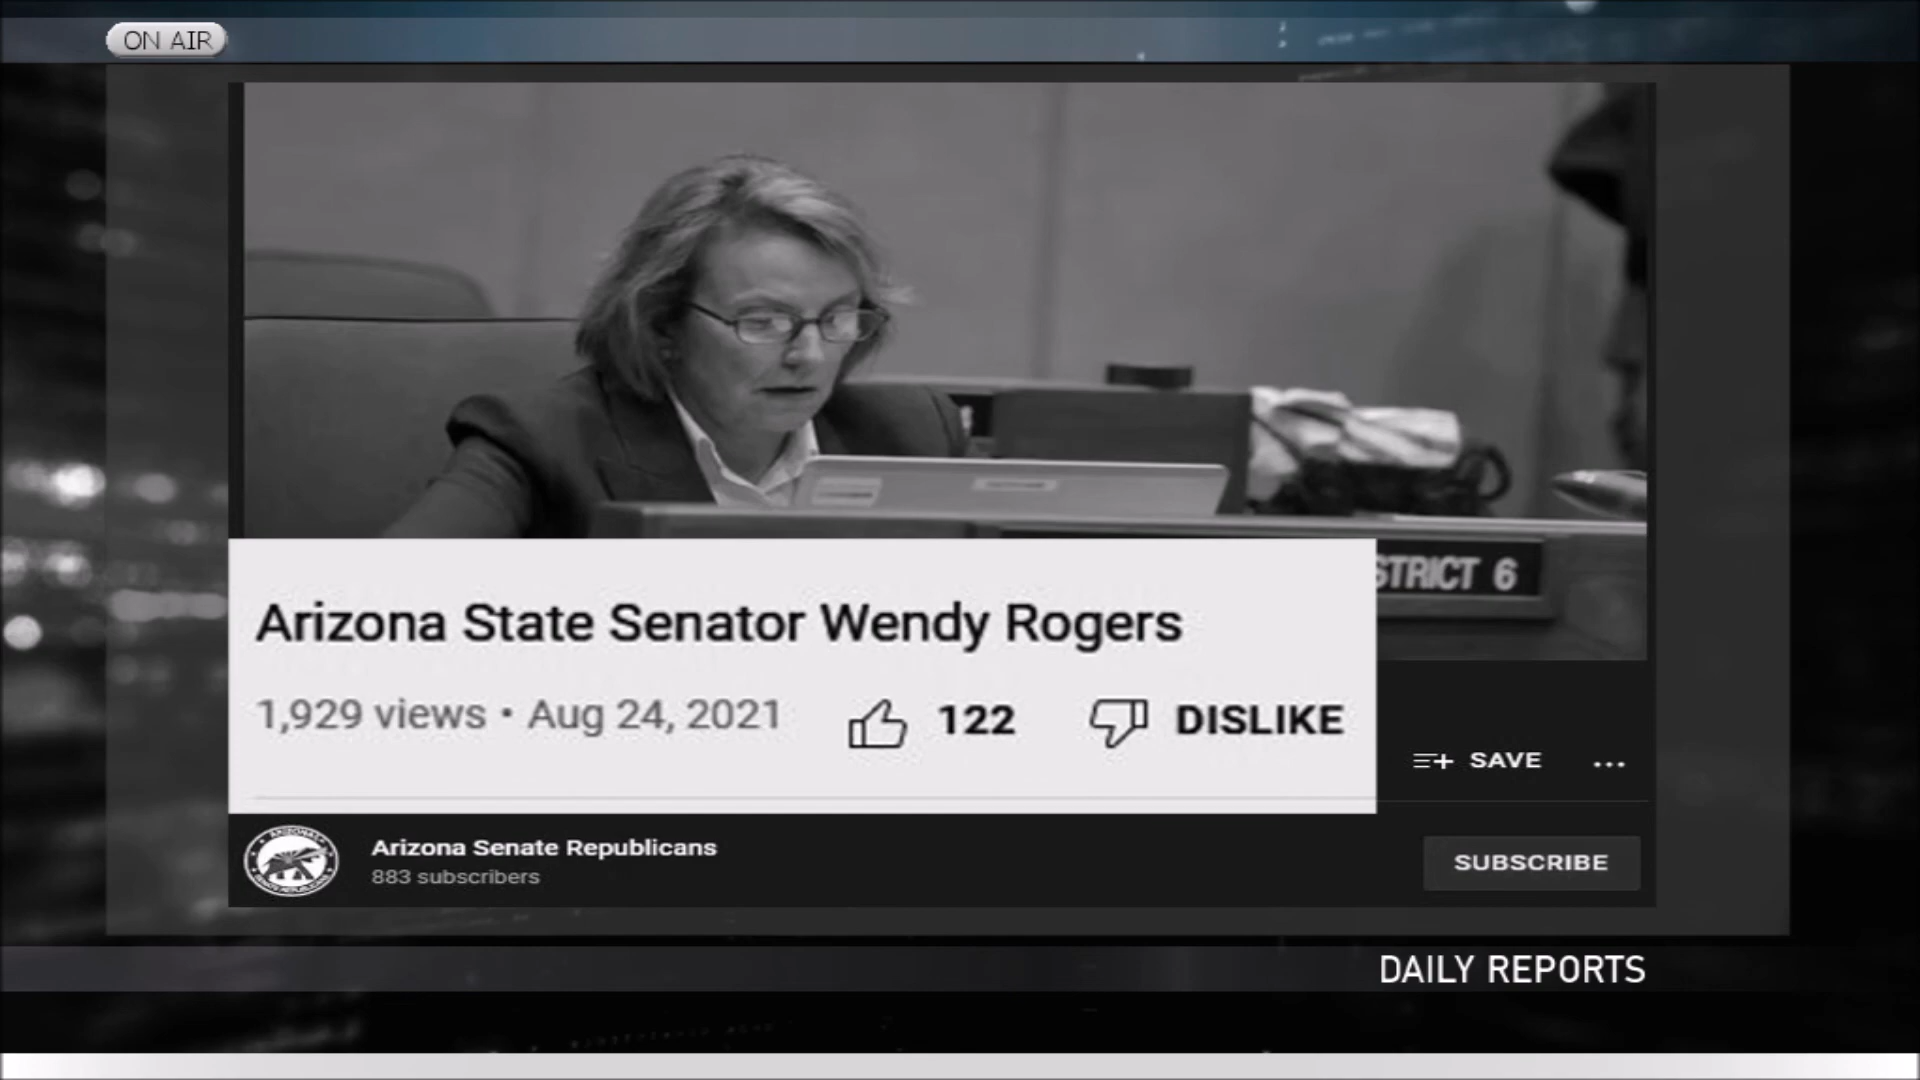 ON AIR
STRICT 6
Arizona State Senator Wendy Rogers
1,929 views • Aug 24, 2021 122 DISLIKE
SAVE ...
Arizona Senate Republicans
883 subscribers
SUBSCRIBE
DAILY REPORTS